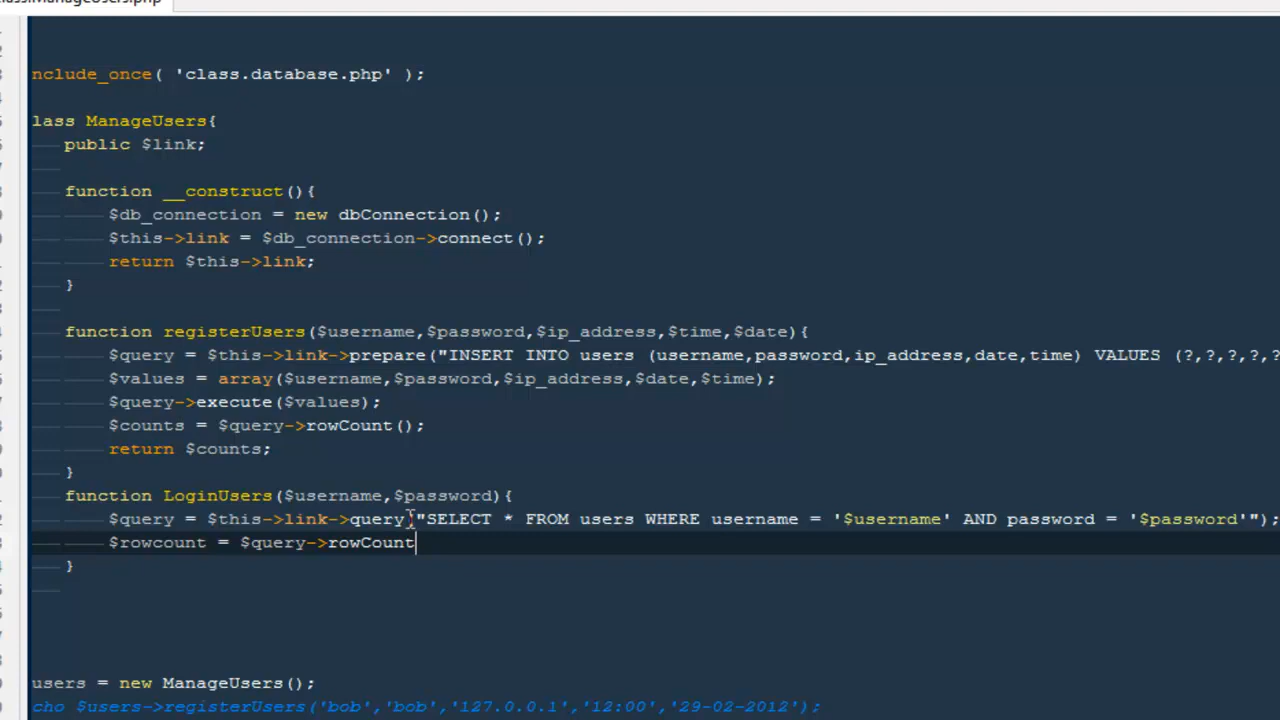 nclude_once( 'class.database.php' );
lass ManageUsers{
public $link;
function __construct(){
$db_connection = new dbConnection();
$this->link = $db_connection->connect();
return $this->link;
}
function registerUsers($username,$password,$ip_address,$time,$date){
$query = $this->link->prepare("INSERT INTO users (username,password,ip_address,date,time) VALUES (?,?,?,?,?
$values = array($username,$password,$ip_address,$date,$time);
$query->execute($values);
$counts = $query->rowCount();
return $counts;
}
function LoginUsers($username,$password){
$query = $this->link->query("SELECT * FROM users WHERE username = '$username' AND password = '$password'");
$rowcount = $query->rowCount
}
users = new ManageUsers();
cho $users->registerUsers('bob','bob','127.0.0.1','12:00','29-02-2012');